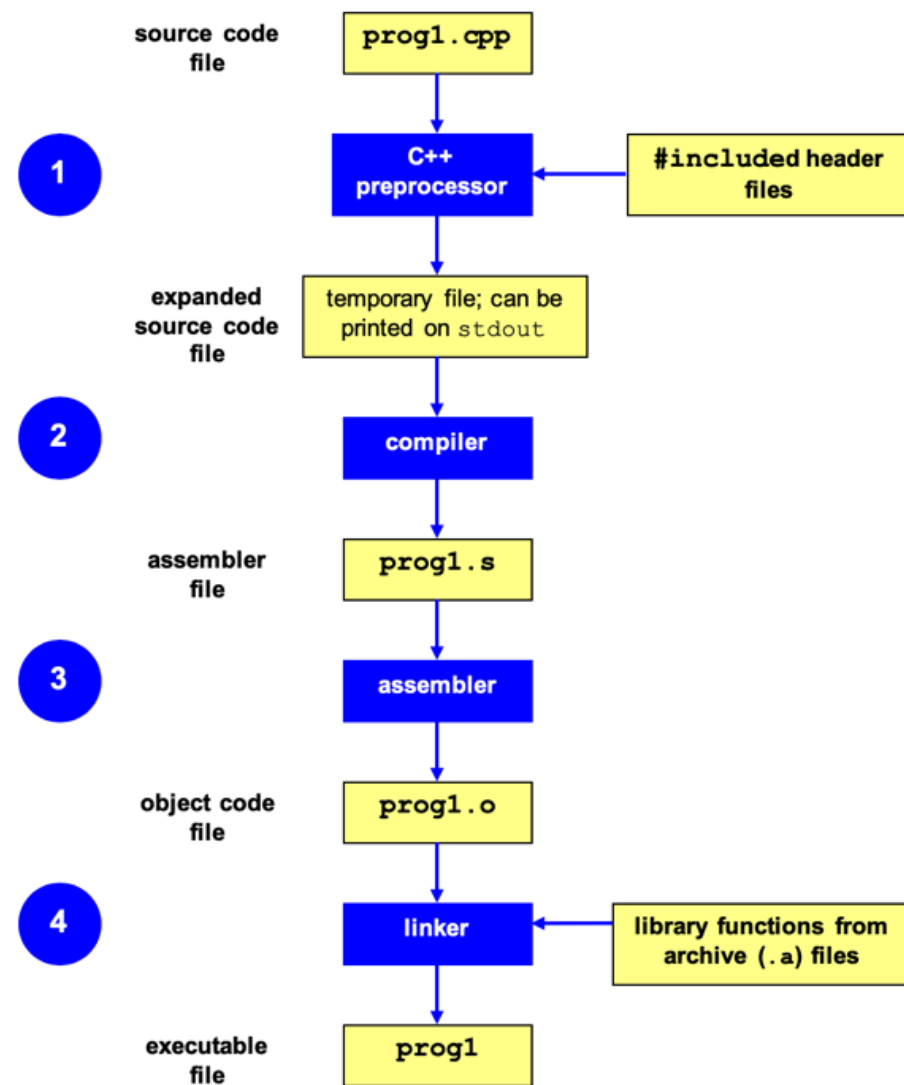 source code
file
prog1.cpp
1
C++
preprocessor
#included header
files
expanded
source code
file
temporary file; can be
printed on stdout
2
compiler
assembler
file
prog1.s
3
assembler
object code
file
prog1.o
4
linker
library functions from
archive (.a) files
executable
file
prog1